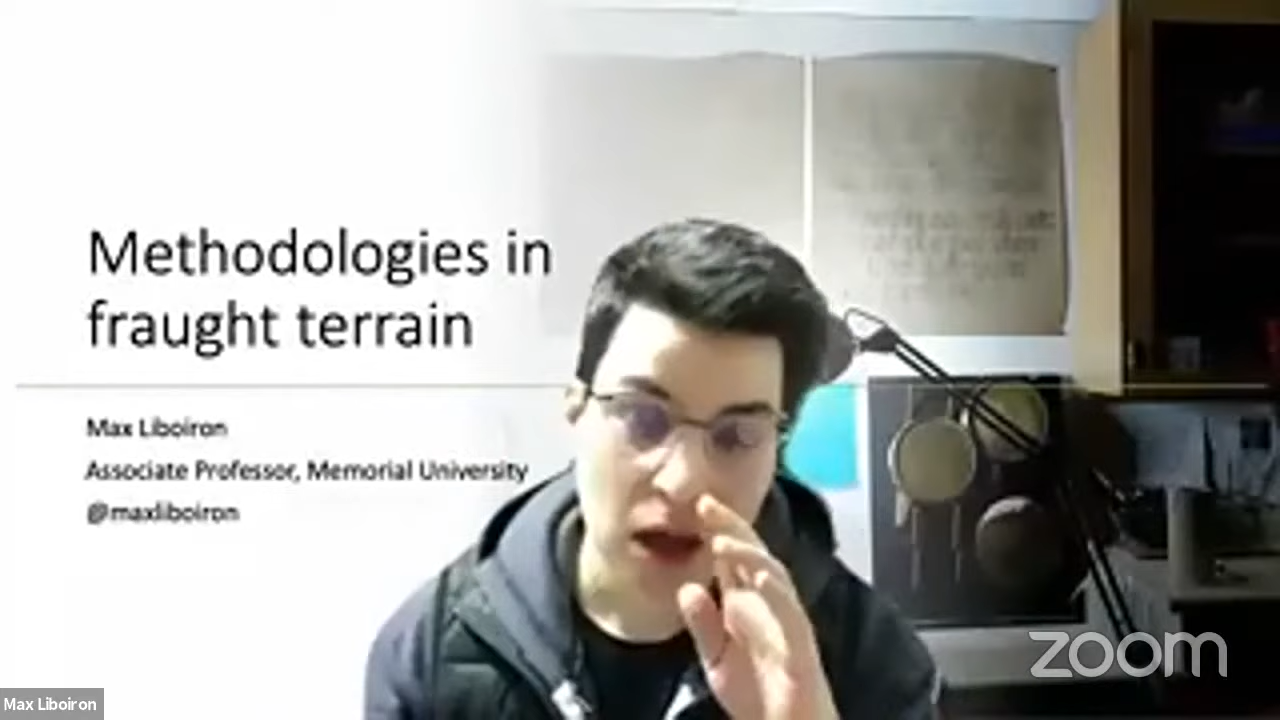 Methodologies in
fraught terrain
Max Liboiron
Associate Professor, Memorial University
@maxliboiron
zoom
Max Liboiron